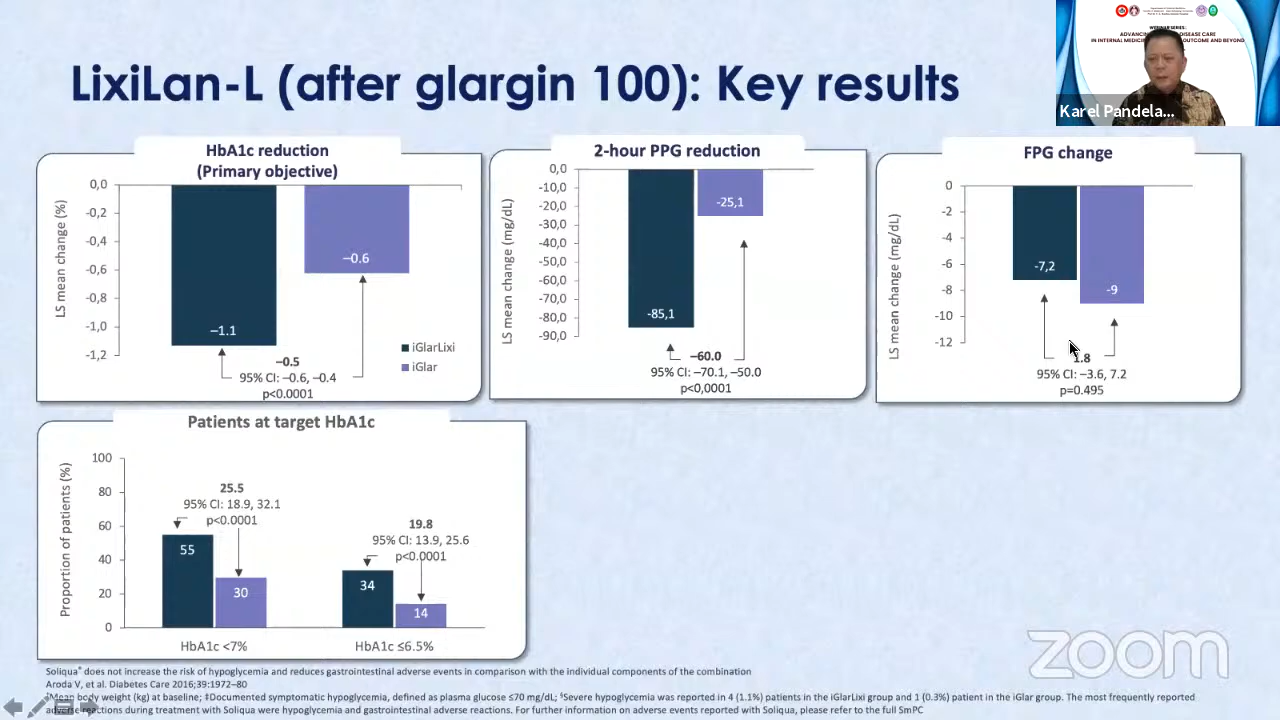 LixiLan-L (after glargin 100): Key results
WEBINAR SERIES:
IN INTERNAL
OUTCOME AND BEYOND
Karel Pandela...
HbA1c reduction
(Primary objective)
LS mean change (%)
0,0
-0,2
-0,4
-0,6
-0,8
-1,0
-1,2
–1.1
–0.6
iGlarLixi
iGlar
–0.5
95% CI: –0.6, –0.4
p<0.0001
2-hour PPG reduction
LS mean change (mg/dL)
0,0
-10,0
-20,0
-30,0
-40,0
-50,0
-60,0
-70,0
-80,0
-90,0
-85,1
-25,1
–60.0
95% CI: –70.1, –50.0
p<0,0001
FPG change
LS mean change (mg/dL)
0
-2
-4
-6
-8
-10
-12
-7,2
-9
1.8
95% CI: –3.6, 7.2
p=0.495
Patients at target HbA1c
Proportion of patients (%)
100
80
60
40
20
0
25.5
95% CI: 18.9, 32.1
p<0.0001
55
30
19.8
95% CI: 13.9, 25.6
p<0.0001
34
14
HbA1c <7%
HbA1c ≤6.5%
zoom
Soliqua® does not increase the risk of hypoglycemia and reduces gastrointestinal adverse events in comparison with the individual components of the combination
Aroda V, et al. Diabetes Care 2016;39:1972–80
†Mean body weight (kg) at baseline; ‡Documented symptomatic hypoglycemia, defined as plasma glucose ≤70 mg/dL; §Severe hypoglycemia was reported in 4 (1.1%) patients in the iGlarLixi group and 1 (0.3%) patient in the iGlar group. The most frequently reported
adverse reactions during treatment with Soliqua were hypoglycemia and gastrointestinal adverse reactions. For further information on adverse events reported with Soliqua, please refer to the full SmPC